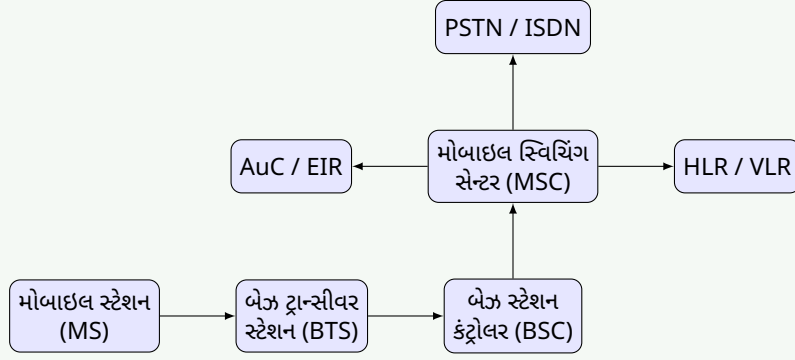 PSTN / ISDN
AuC / EIR
મોબાઇલ સ્વિચિંગ
સેન્ટર (MSC)
HLR / VLR
મોબાઇલ સ્ટેશન
(MS)
બેઝ ટ્રાન્સીવર
સ્ટેશન (BTS)
બેઝ સ્ટેશન
કંટ્રોલર (BSC)